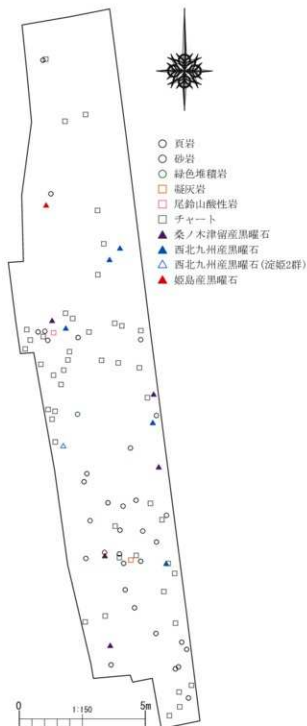 頁岩
砂岩
緑色堆積岩
凝灰岩
尾鈴山酸性岩
チャート
桑ノ木津留産黒曜石
西北九州産黒曜石
西北九州産黒曜石(淀姫2群)
姫島産黒曜石
0 1:150 5m